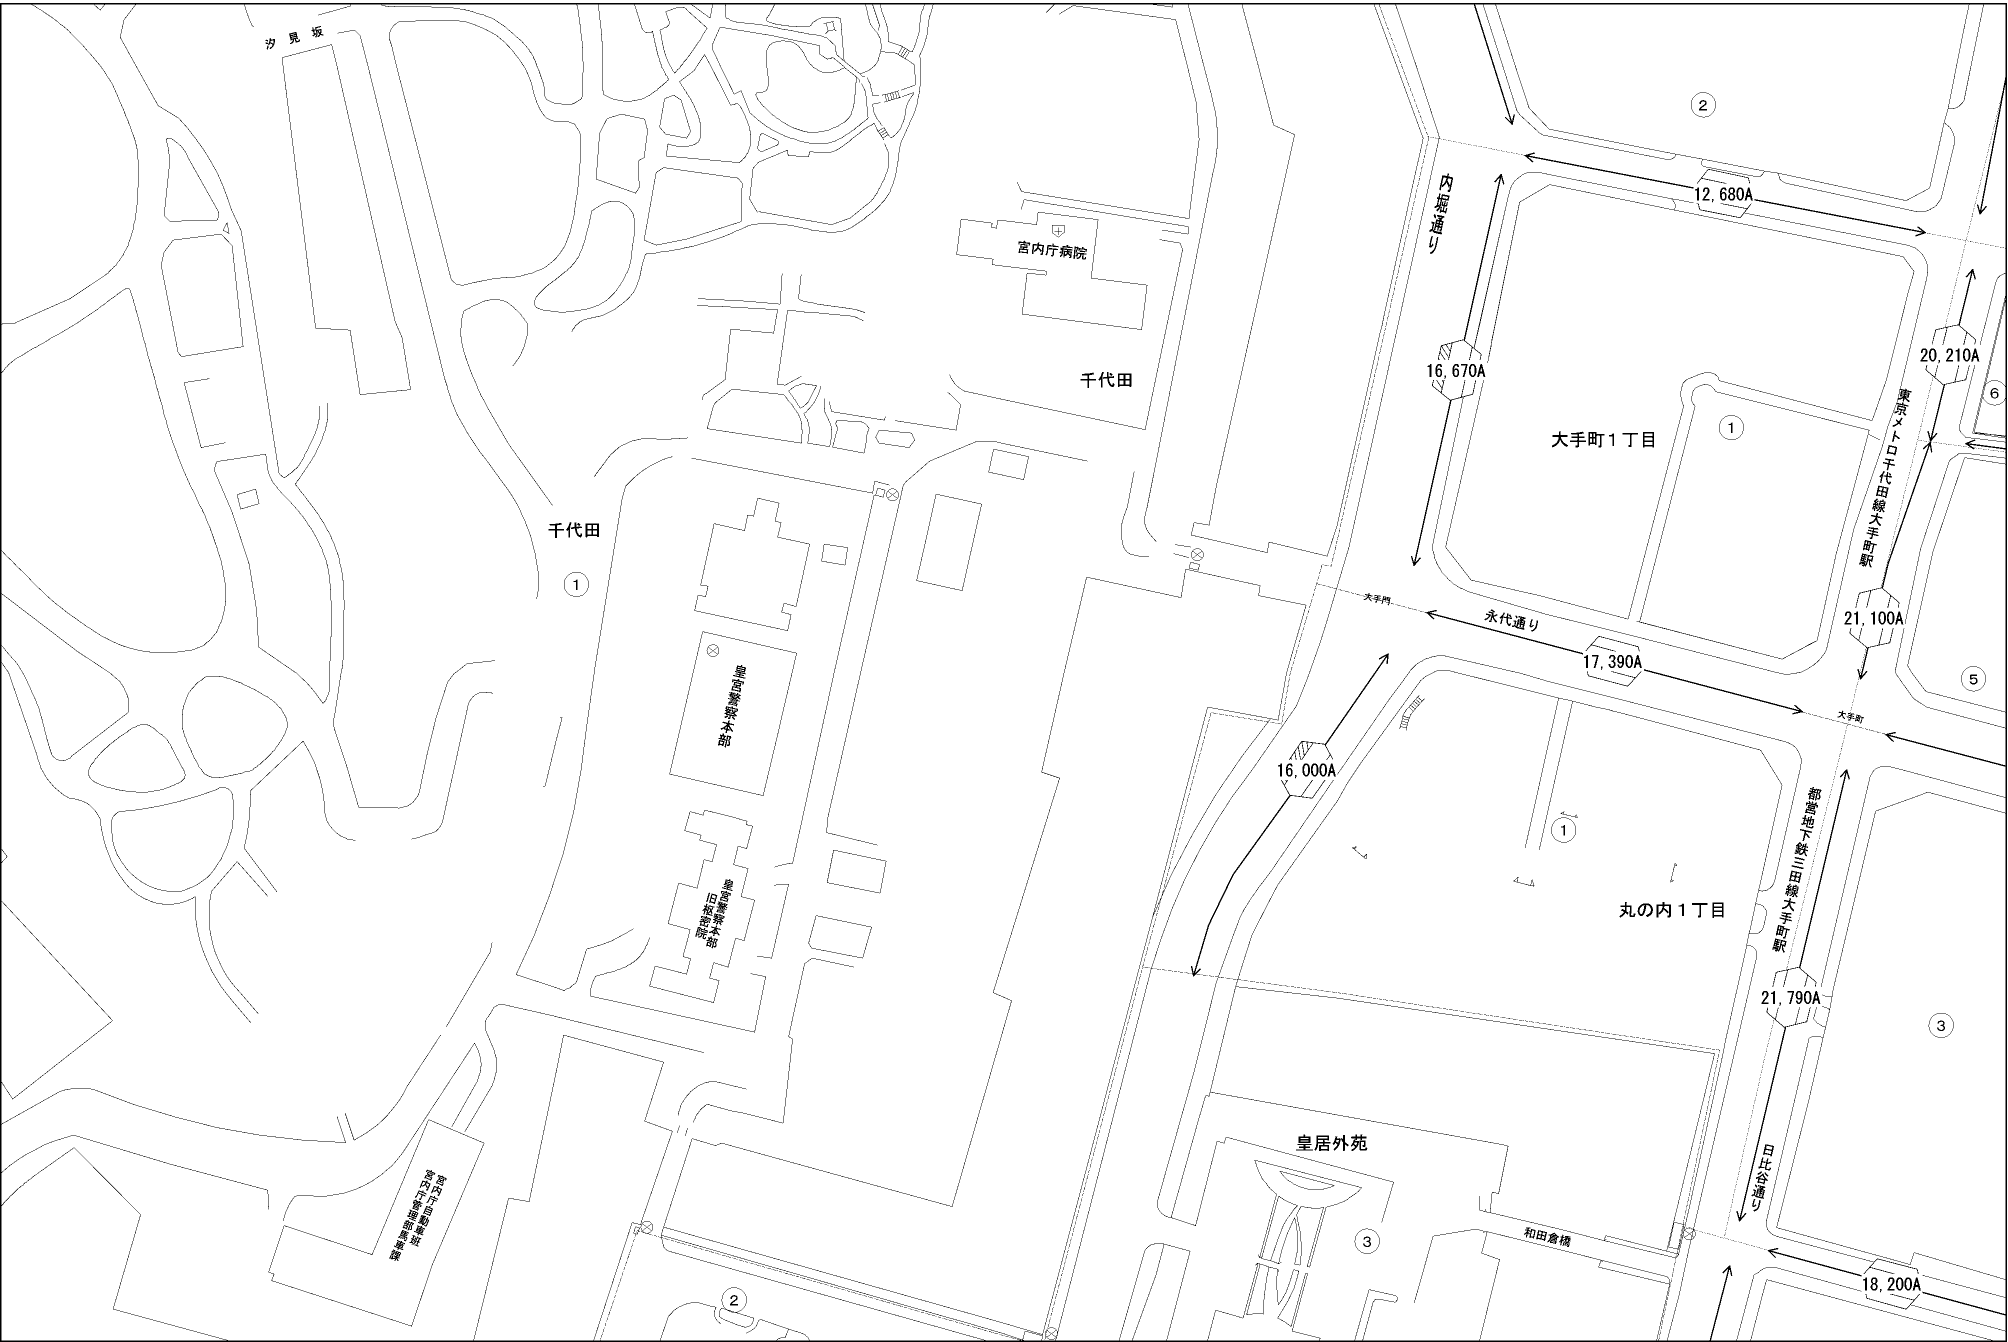 汐見坂
2
12,680A
内堀通り
宮内庁病院
千代田
16,670A
20,210A
6
大手町1丁目
1
東京メトロ千代田線大手町駅
千代田
1
大手門
永代通り
17,390A
21,100A
5
大手町
皇宮警察本部
16,000A
都営地下鉄三田線大手町駅
1
丸の内1丁目
皇宮警察本部
旧枢密院
21,790A
3
皇居外苑
日比谷通り
宮内庁自動車班
宮内庁管理部馬車課
3
和田倉橋
18,200A
2